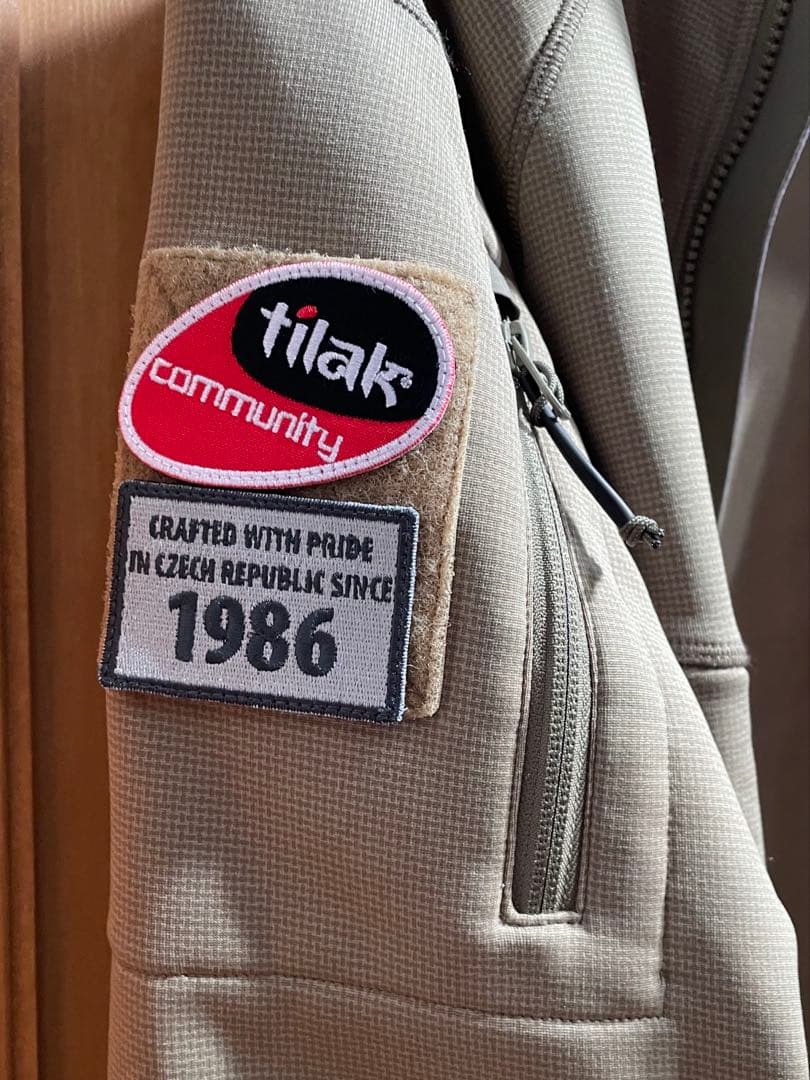 tilak
community
CRAFTED WITH PRIDE
IN CZECH REPUBLIC SINCE
1986